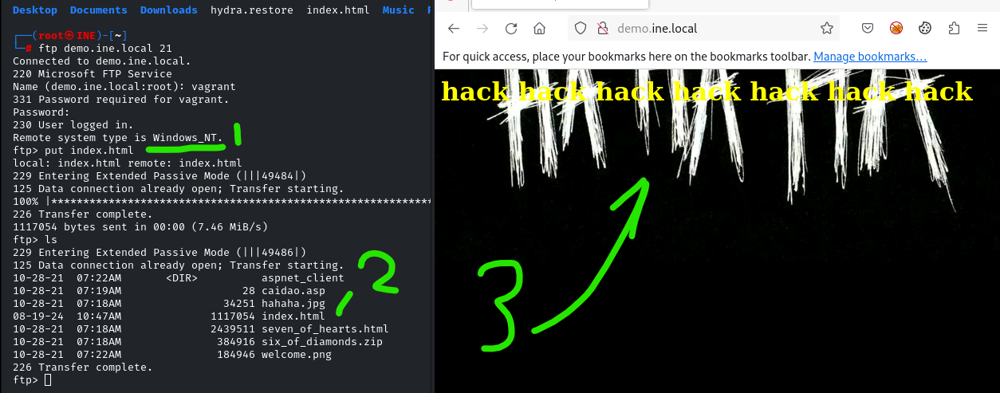 Desktop Documents Downloads hydra.restore index.html Music
(root㉿INE)-[~]
# ftp demo.ine.local 21
Connected to demo.ine.local.
220 Microsoft FTP Service
Name (demo.ine.local:root): vagrant
331 Password required for vagrant.
Password:
230 User logged in.
Remote system type is Windows_NT.
1
ftp> put index.html
local: index.html remote: index.html
229 Entering Extended Passive Mode (|||49484|)
125 Data connection already open; Transfer starting.
100% |************************************************************
226 Transfer complete.
1117054 bytes sent in 00:00 (7.46 MiB/s)
ftp> ls
229 Entering Extended Passive Mode (|||49486|)
125 Data connection already open; Transfer starting.
2
10-28-21 07:22AM <DIR> aspnet_client
10-28-21 07:19AM 28 caidao.asp
10-28-21 07:18AM 34251 hahaha.jpg
08-19-24 10:47AM 1117054 index.html
10-28-21 07:18AM 2439511 seven_of_hearts.html
10-28-21 07:18AM 384916 six_of_diamonds.zip
10-28-21 07:22AM 184946 welcome.png
226 Transfer complete.
ftp>
demo.ine.local
For quick access, place your bookmarks here on the bookmarks toolbar. Manage bookmarks…
hack hack hack hack hack hack hack
3